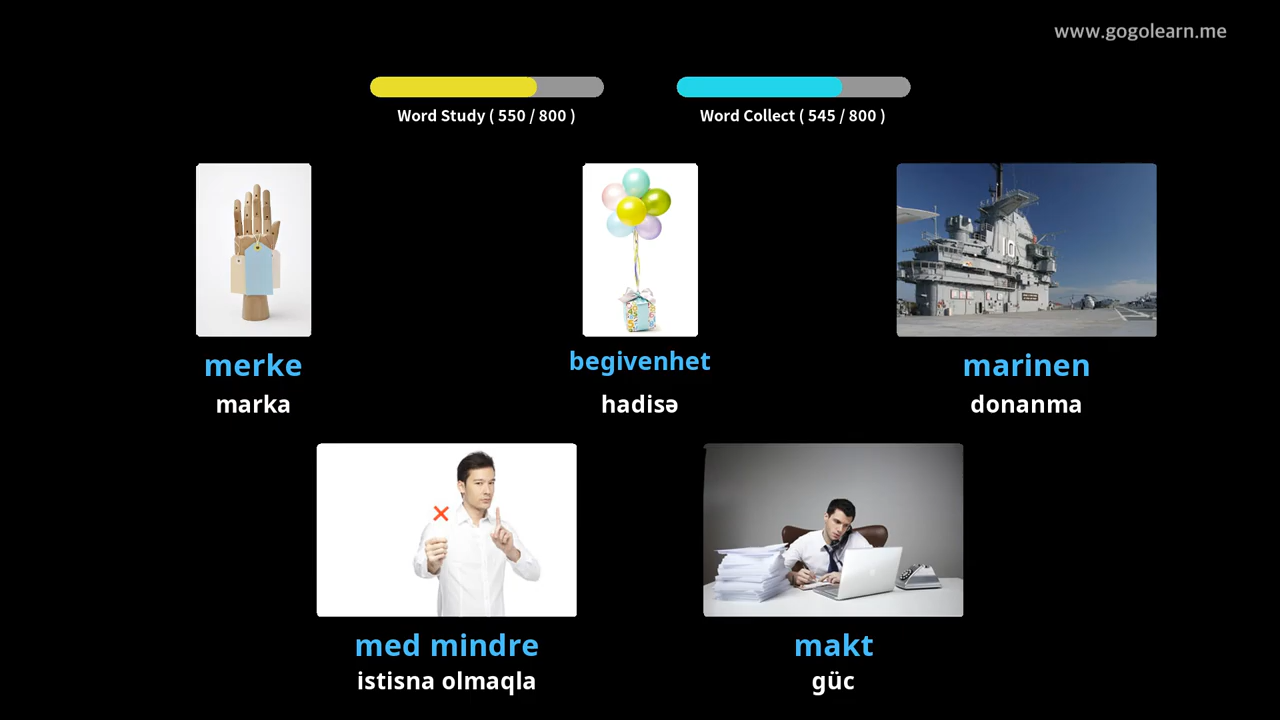 www.gogolearn.me
Word Study ( 550 / 800 )
Word Collect ( 545 / 800 )
merke
marka
begivenhet
hadisə
marinen
donanma
med mindre
istisna olmaqla
makt
güc